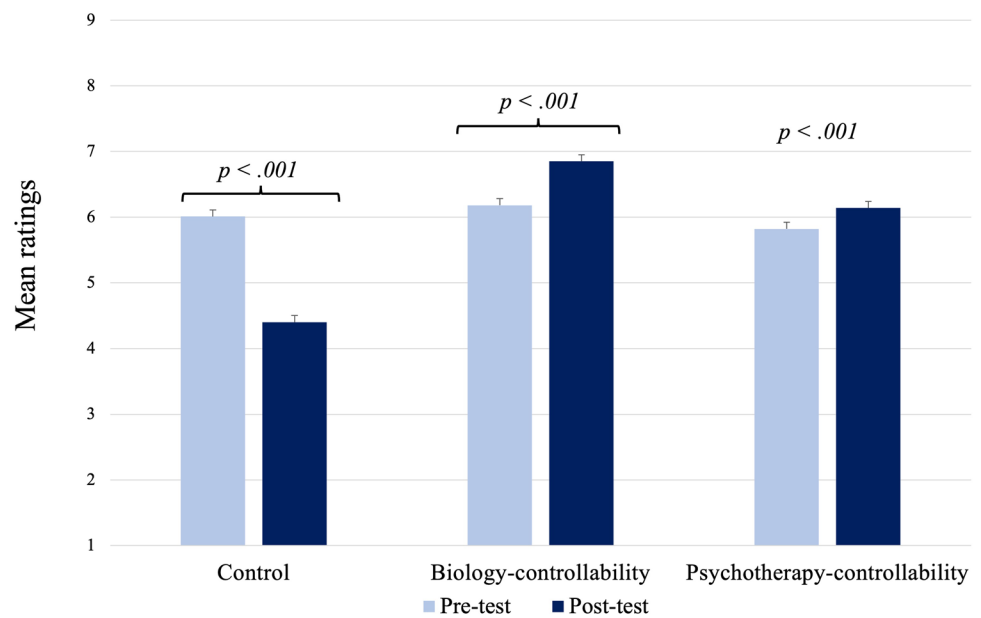 9
8
p < .001
p < .001
7
p < .001
6
Mean ratings
5
4
3
2
1
Control
Biology-controllability
Psychotherapy-controllability
Pre-test
Post-test